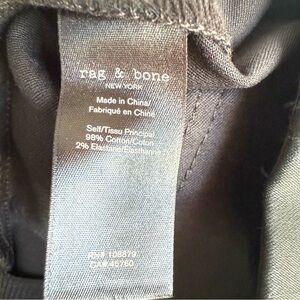 rag & bone
NEW YORK
Made in China/
Fabriqué en Chine
Self/Tissu Principal
98% Cotton/Coton
2% Elastane/Élasthanne
RN# 108879
CA# 45760